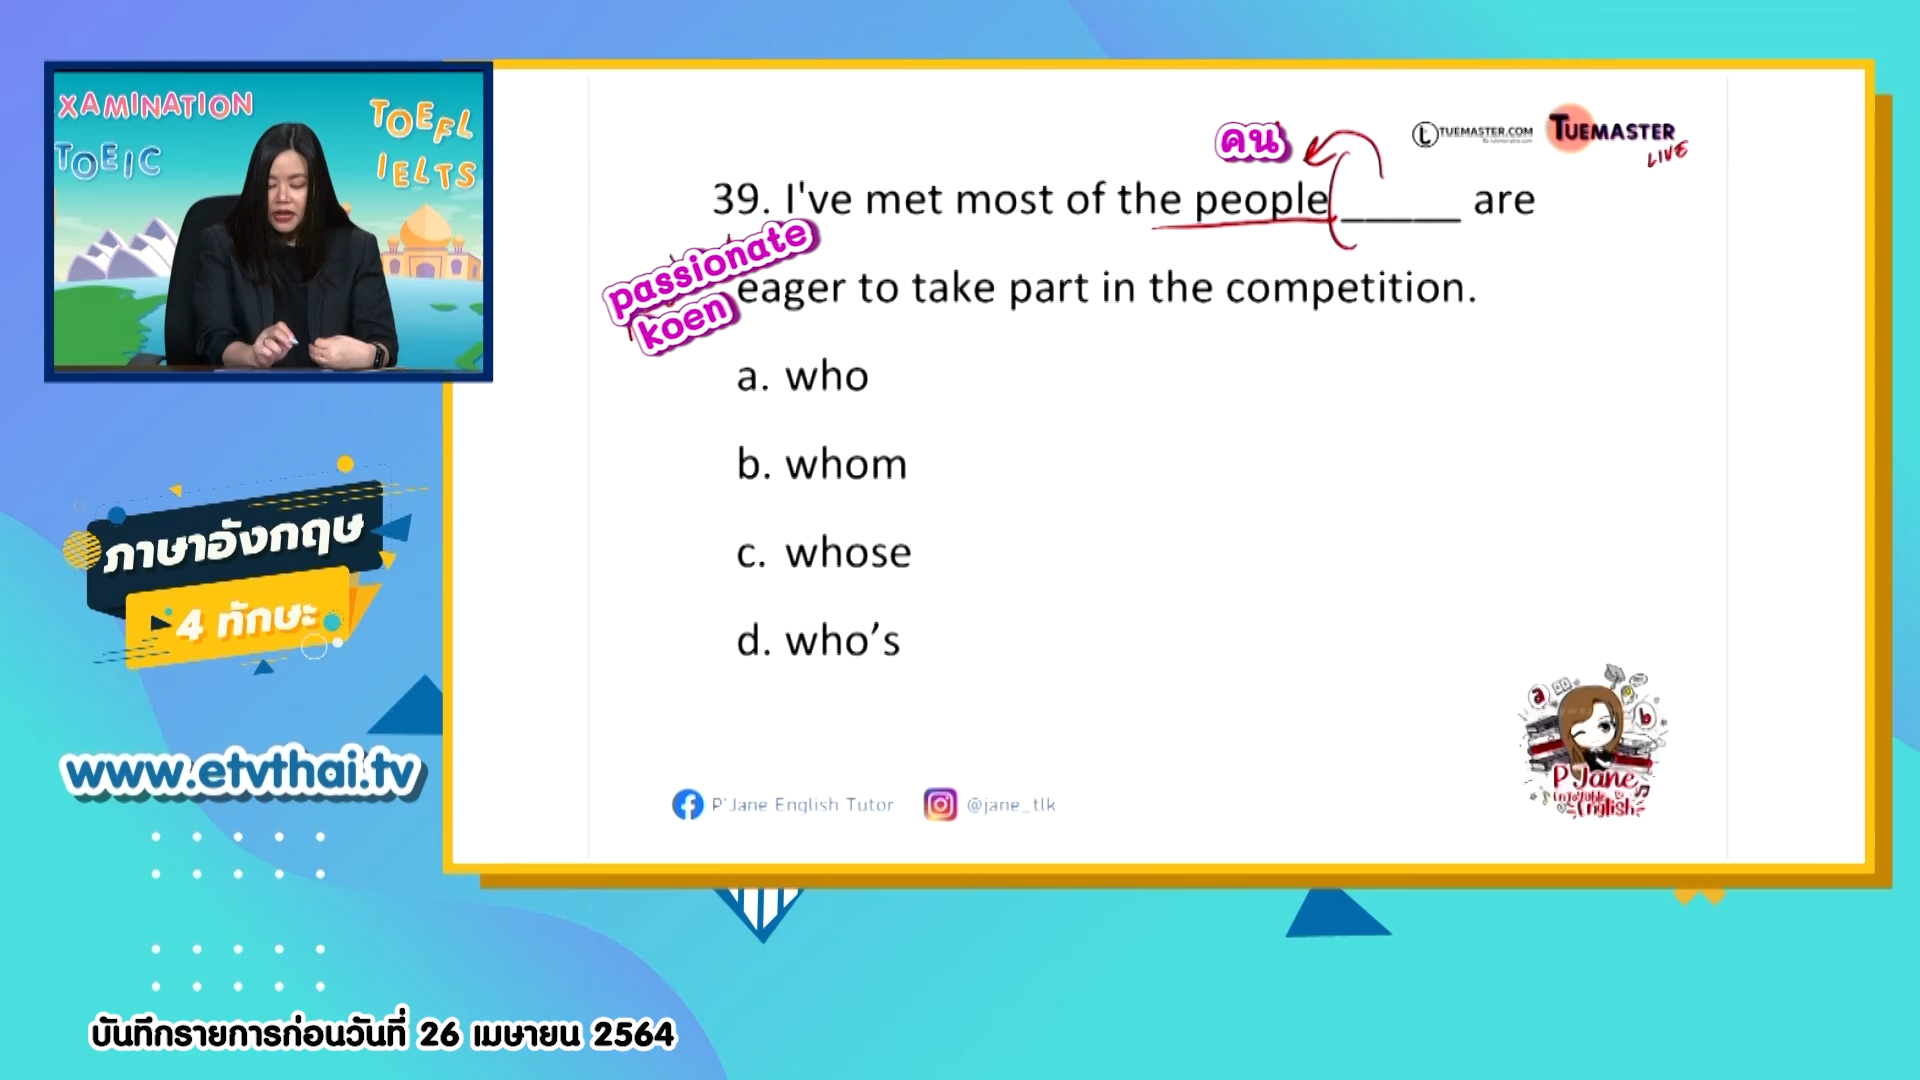 XAMINATION
TOEIC
TOEFL
IELTS
TUEMASTER.COM
TUEMASTER
LIVE
คน
39. I've met most of the people _____ are
passionate
koen
eager to take part in the competition.
a. who
b. whom
c. whose
d. who's
ภาษาอังกฤษ
4 ทักษะ
www.etvthai.tv
P'Jane English Tutor
@jane_tlk
a
b
P'Jane
English
บันทึกรายการก่อนวันที่ 26 เมษายน 2564